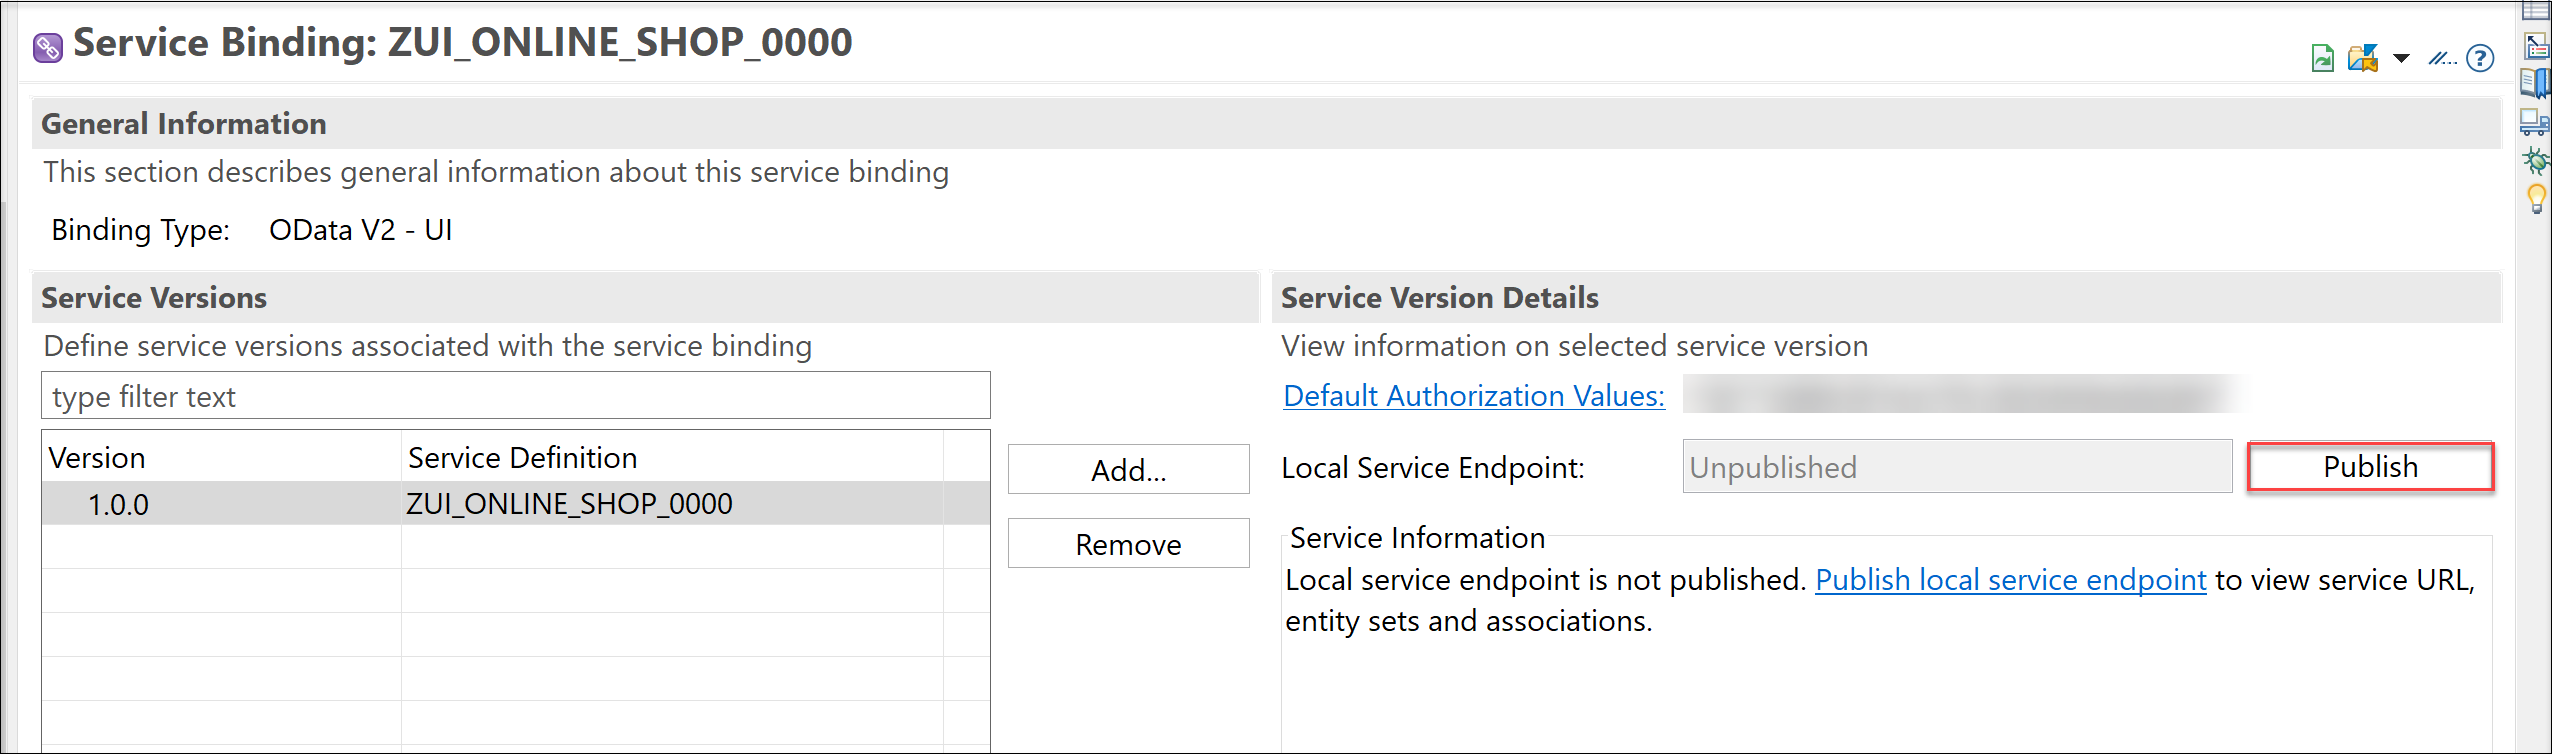 Service Binding: ZUI_ONLINE_SHOP_0000
General Information
This section describes general information about this service binding
Binding Type: OData V2 - UI
Service Versions
Define service versions associated with the service binding
type filter text
Version Service Definition
1.0.0 ZUI_ONLINE_SHOP_0000
Add...
Remove
Service Version Details
View information on selected service version
Default Authorization Values:
Local Service Endpoint: Unpublished Publish
Service Information
Local service endpoint is not published. Publish local service endpoint to view service URL,
entity sets and associations.